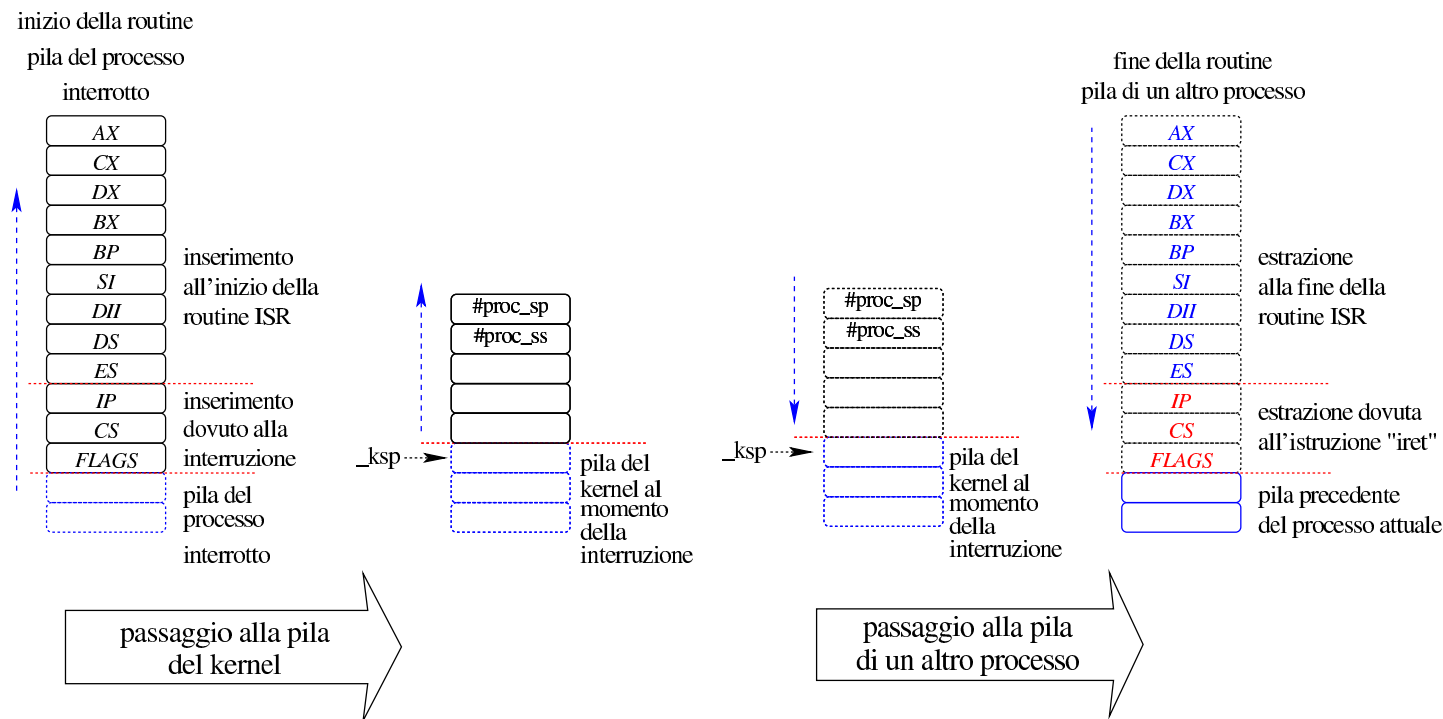 inizio della routine
pila del processo
interrotto
AX
CX
DX
BX
BP
SI
DII
DS
ES
IP
CS
FLAGS
inserimento
all'inizio della
routine ISR
inserimento
dovuto alla
interruzione
pila del
processo
interrotto
#proc_sp
#proc_ss
_ksp
pila del
kernel al
momento
della
interruzione
#proc_sp
#proc_ss
_ksp
pila del
kernel al
momento
della
interruzione
fine della routine
pila di un altro processo
AX
CX
DX
BX
BP
SI
DII
DS
ES
IP
CS
FLAGS
estrazione
alla fine della
routine ISR
estrazione dovuta
all'istruzione "iret"
pila precedente
del processo attuale
passaggio alla pila
del kernel
passaggio alla pila
di un altro processo